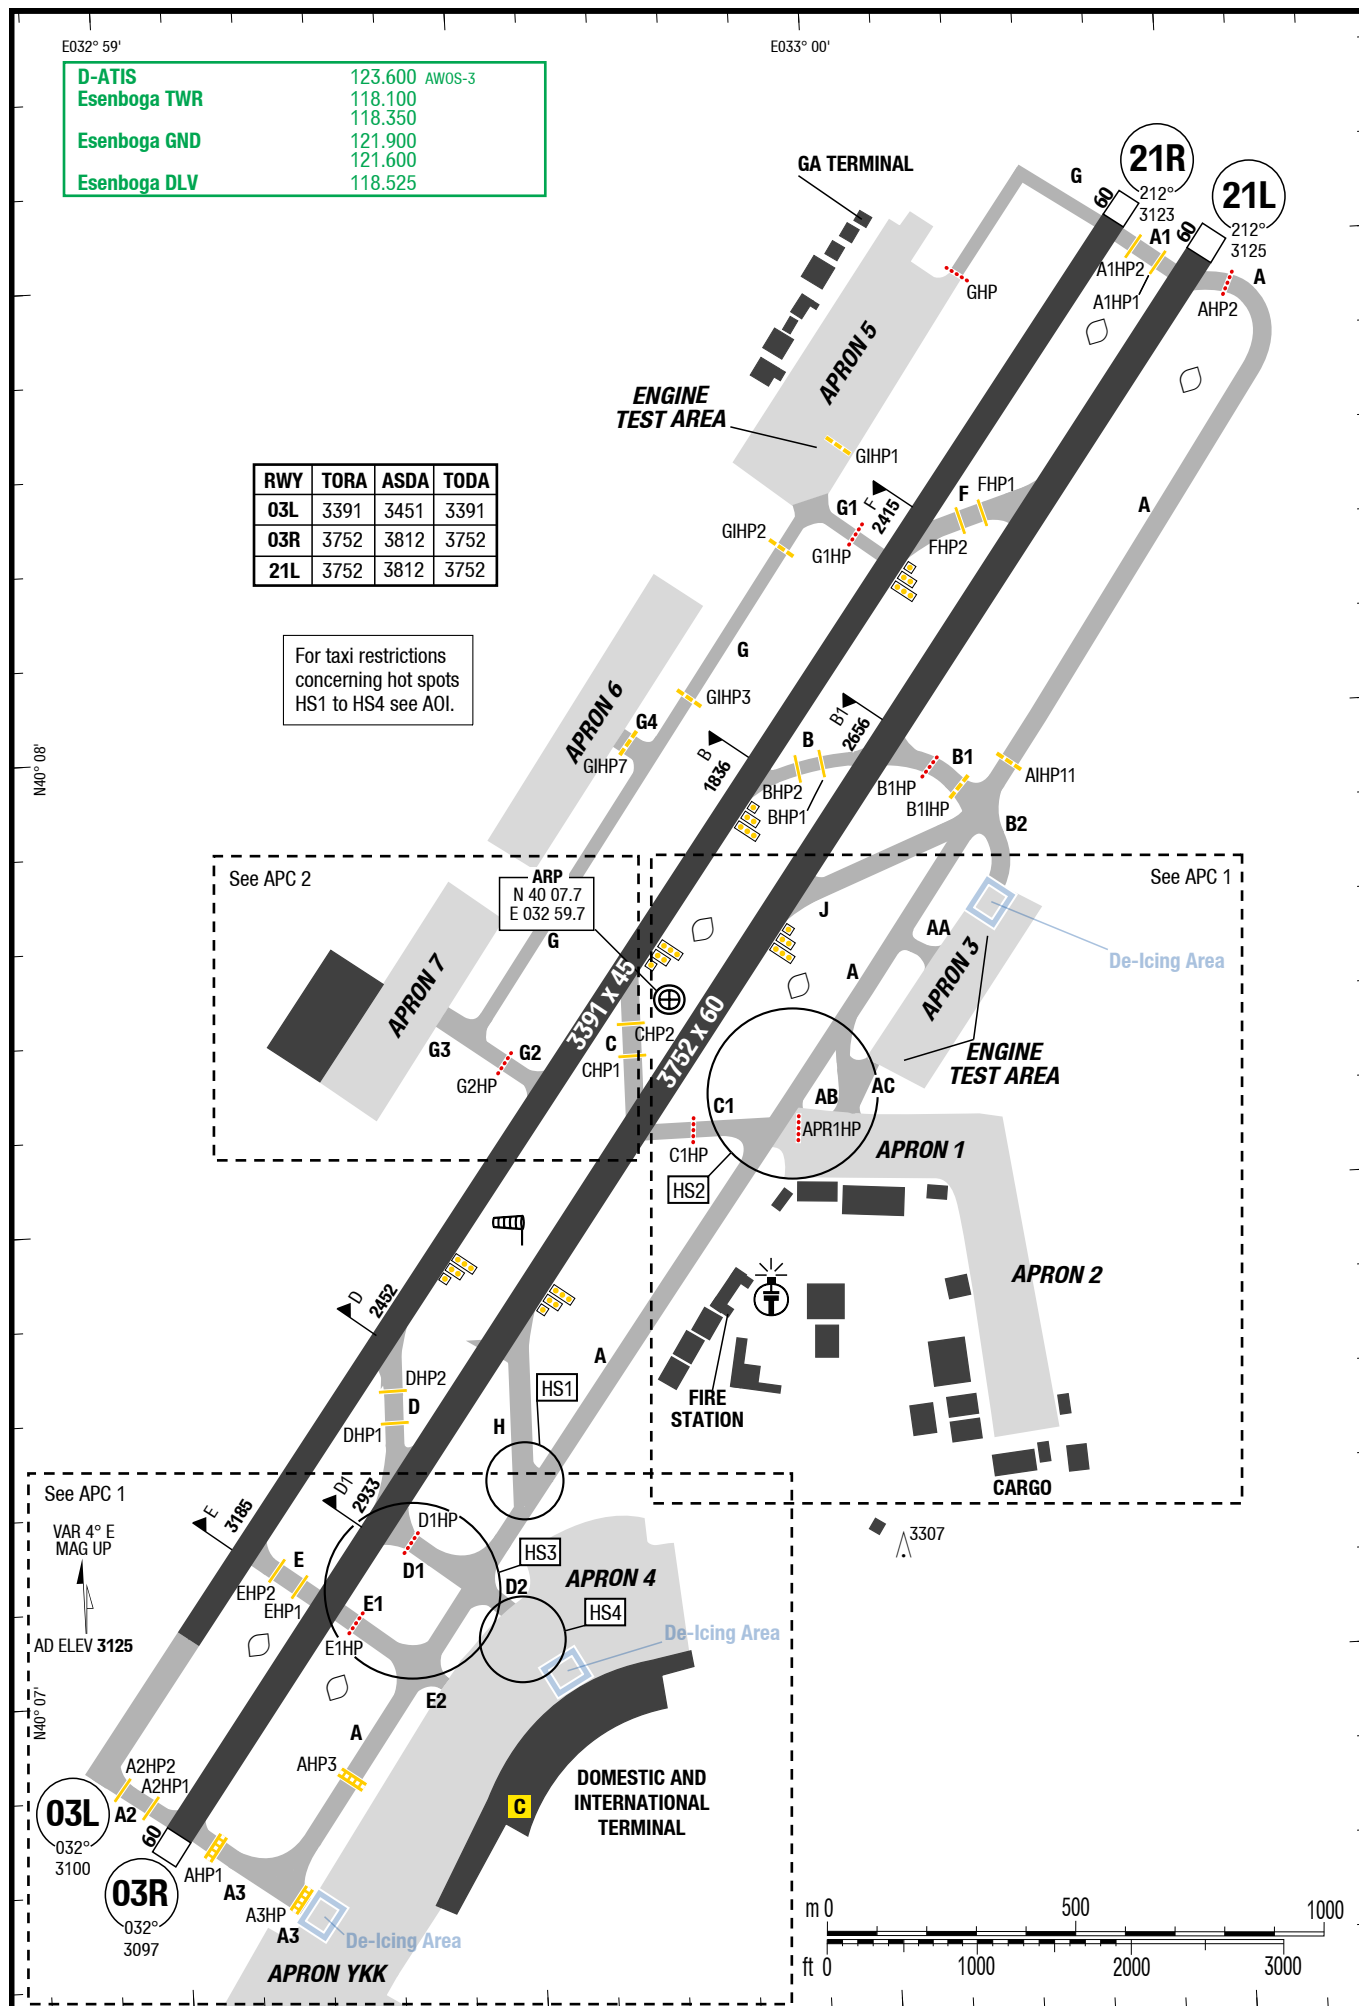 E032° 59'
E033° 00'
D-ATIS 123.600 AWOS-3
Esenboga TWR 118.100
118.350
Esenboga GND 121.900
121.600
Esenboga DLV 118.525
GA TERMINAL
G
60
21R
212°
3123
21L
212°
3125
60
A1
A1HP2
A1HP1
AHP2
A
GHP
APRON 5
ENGINE
TEST AREA
GIHP1
RWY TORA ASDA TODA
03L 3391 3451 3391
03R 3752 3812 3752
21L 3752 3812 3752
GIHP2
G1
G1HP
F
2415
F
FHP1
FHP2
A
For taxi restrictions
concerning hot spots
HS1 to HS4 see AOI.
G
GIHP3
APRON 6
G4
GIHP7
B
1836
B1
2656
B
BHP2
BHP1
B1
B1HP
B1IHP
AIHP11
B2
N40° 08'
See APC 2
See APC 1
ARP
N 40 07.7
E 032 59.7
G
J
AA
A
APRON 3
De-Icing Area
APRON 7
G3
G2
G2HP
3391 X 45
3752 X 60
C
CHP2
CHP1
C1
C1HP
AB
AC
APR1HP
ENGINE
TEST AREA
APRON 1
HS2
APRON 2
D
2452
A
DHP2
D
DHP1
HS1
H
FIRE
STATION
CARGO
3307
See APC 1
VAR 4° E
MAG UP
AD ELEV 3125
E
3185
D1
2933
D1HP
D1
HS3
D2
APRON 4
HS4
E
EHP2
EHP1
E1
E1HP
De-Icing Area
E2
A
AHP3
N40° 07'
A2HP2
A2HP1
A2
03L
032°
3100
60
03R
032°
3097
AHP1
A3
A3HP
A3
De-Icing Area
APRON YKK
C
DOMESTIC AND
INTERNATIONAL
TERMINAL
m 0 500 1000
ft 0 1000 2000 3000